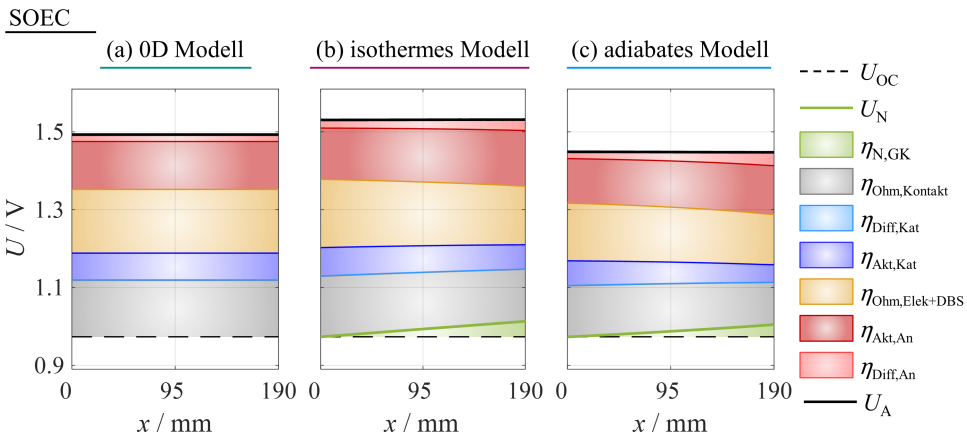 SOEC
(a) 0D Modell
(b) isothermes Modell
(c) adiabates Modell
U / V
1.5
1.3
1.1
0.9
0 95 190
0 95 190
0 95 190
x / mm
x / mm
x / mm
U_OC
U_N
η_N,GK
η_Ohm,Kontakt
η_Diff,Kat
η_Akt,Kat
η_Ohm,Elek+DBS
η_Akt,An
η_Diff,An
U_A